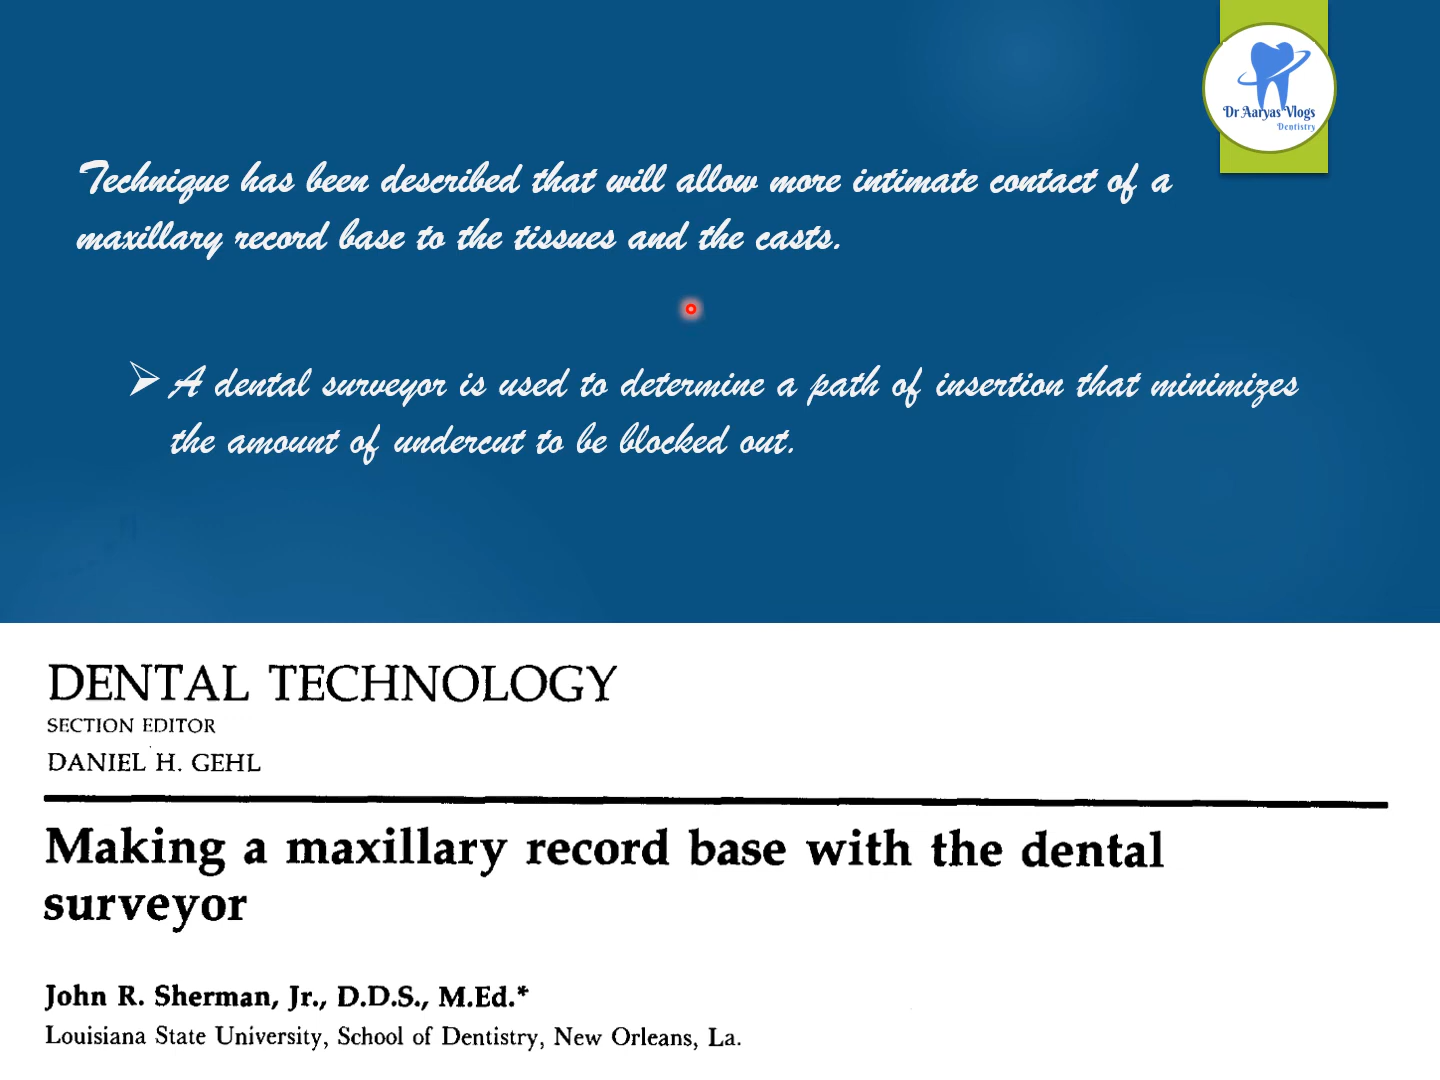 Dr Aaryas Vlogs
Dentistry
Technique has been described that will allow more intimate contact of a
maxillary record base to the tissues and the casts.
A dental surveyor is used to determine a path of insertion that minimizes
the amount of undercut to be blocked out.
DENTAL TECHNOLOGY
SECTION EDITOR
DANIEL H. GEHL
Making a maxillary record base with the dental
surveyor
John R. Sherman, Jr., D.D.S., M.Ed.*
Louisiana State University, School of Dentistry, New Orleans, La.